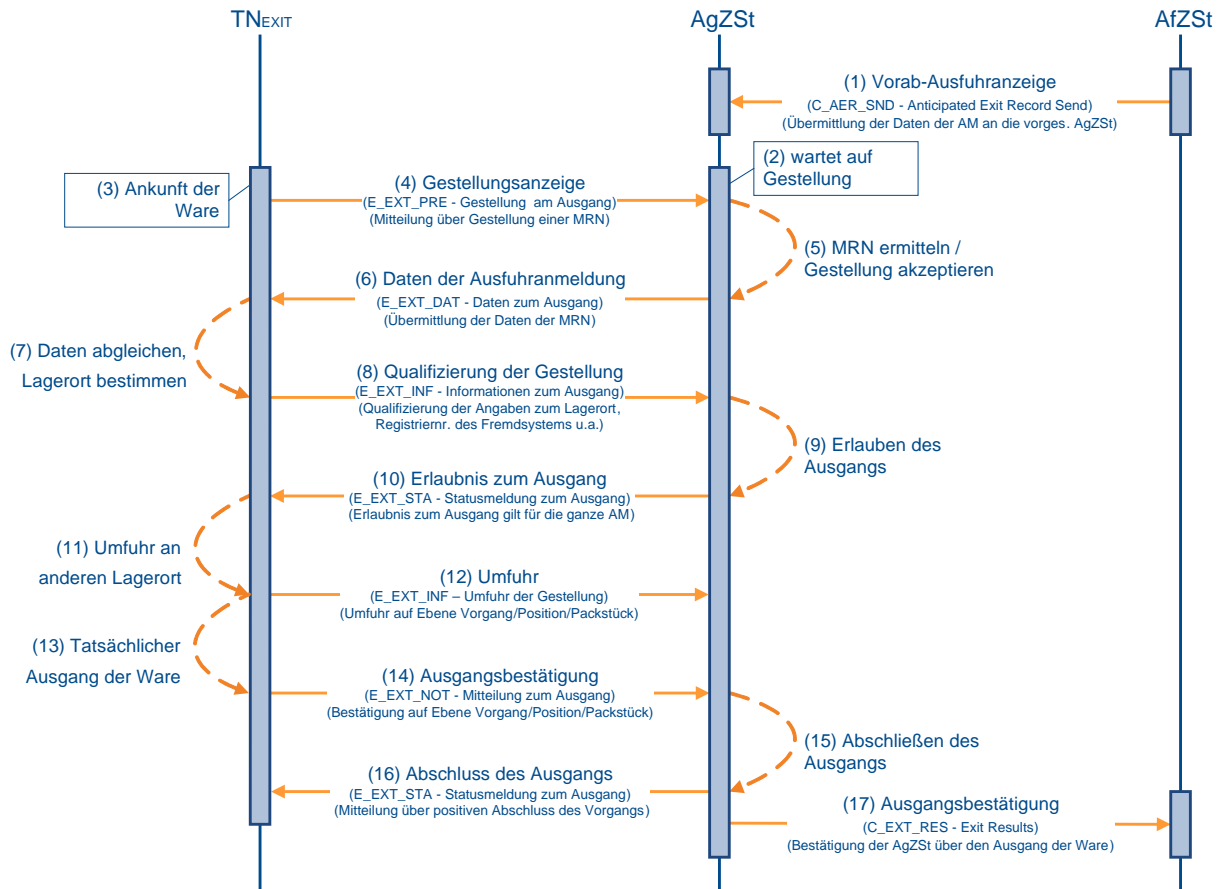 TNEXIT
AgZSt
AfZSt
(1) Vorab-Ausfuhranzeige
(C_AER_SND - Anticipated Exit Record Send)
(Übermittlung der Daten der AM an die vorges. AgZSt)
(2) wartet auf
Gestellung
(3) Ankunft der
Ware
(4) Gestellungsanzeige
(E_EXT_PRE - Gestellung am Ausgang)
(Mitteilung über Gestellung einer MRN)
(5) MRN ermitteln /
Gestellung akzeptieren
(6) Daten der Ausfuhranmeldung
(E_EXT_DAT - Daten zum Ausgang)
(Übermittlung der Daten der MRN)
(7) Daten abgleichen,
Lagerort bestimmen
(8) Qualifizierung der Gestellung
(E_EXT_INF - Informationen zum Ausgang)
(Qualifizierung der Angaben zum Lagerort,
Registriernr. des Fremdsystems u.a.)
(9) Erlauben des
Ausgangs
(10) Erlaubnis zum Ausgang
(E_EXT_STA - Statusmeldung zum Ausgang)
(Erlaubnis zum Ausgang gilt für die ganze AM)
(11) Umfuhr an
anderen Lagerort
(12) Umfuhr
(E_EXT_INF – Umfuhr der Gestellung)
(Umfuhr auf Ebene Vorgang/Position/Packstück)
(13) Tatsächlicher
Ausgang der Ware
(14) Ausgangsbestätigung
(E_EXT_NOT - Mitteilung zum Ausgang)
(Bestätigung auf Ebene Vorgang/Position/Packstück)
(15) Abschließen des
Ausgangs
(16) Abschluss des Ausgangs
(E_EXT_STA - Statusmeldung zum Ausgang)
(Mitteilung über positiven Abschluss des Vorgangs)
(17) Ausgangsbestätigung
(C_EXT_RES - Exit Results)
(Bestätigung der AgZSt über den Ausgang der Ware)